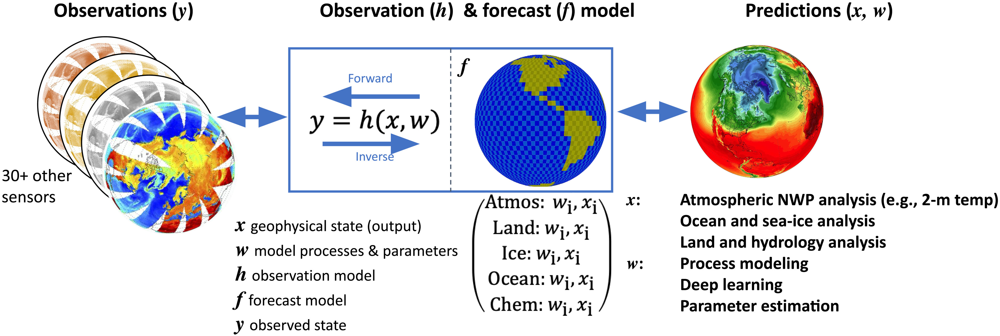 Observations (y)
Observation (h) & forecast (f) model
Predictions (x, w)
30+ other
sensors
Forward
y = h(x, w)
Inverse
f
x geophysical state (output)
w model processes & parameters
h observation model
f forecast model
y observed state
Atmos: wi, xi
Land: wi, xi
Ice: wi, xi
Ocean: wi, xi
Chem: wi, xi
x: Atmospheric NWP analysis (e.g., 2-m temp)
Ocean and sea-ice analysis
Land and hydrology analysis
w: Process modeling
Deep learning
Parameter estimation